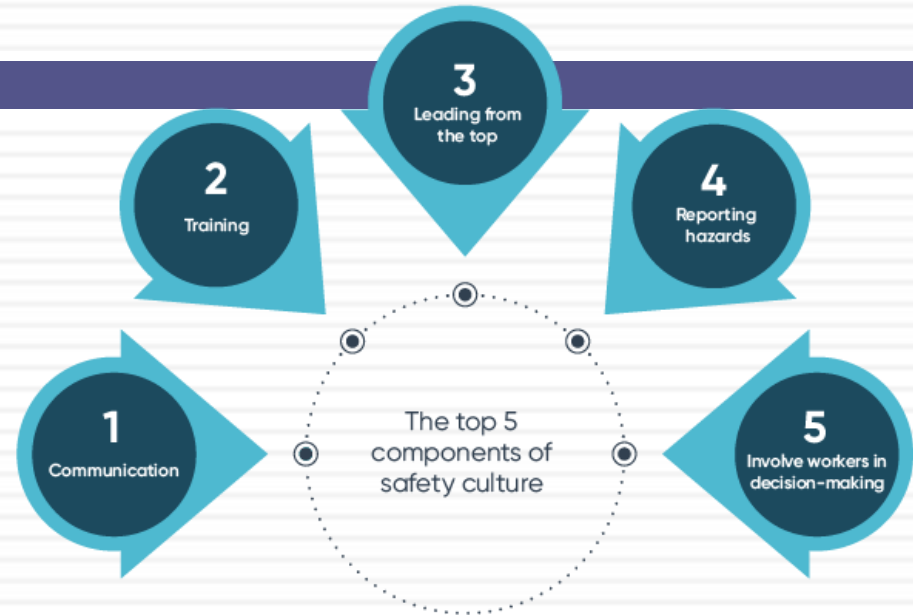 1
Communication
2
Training
3
Leading from
the top
4
Reporting
hazards
5
Involve workers in
decision-making
The top 5
components of
safety culture